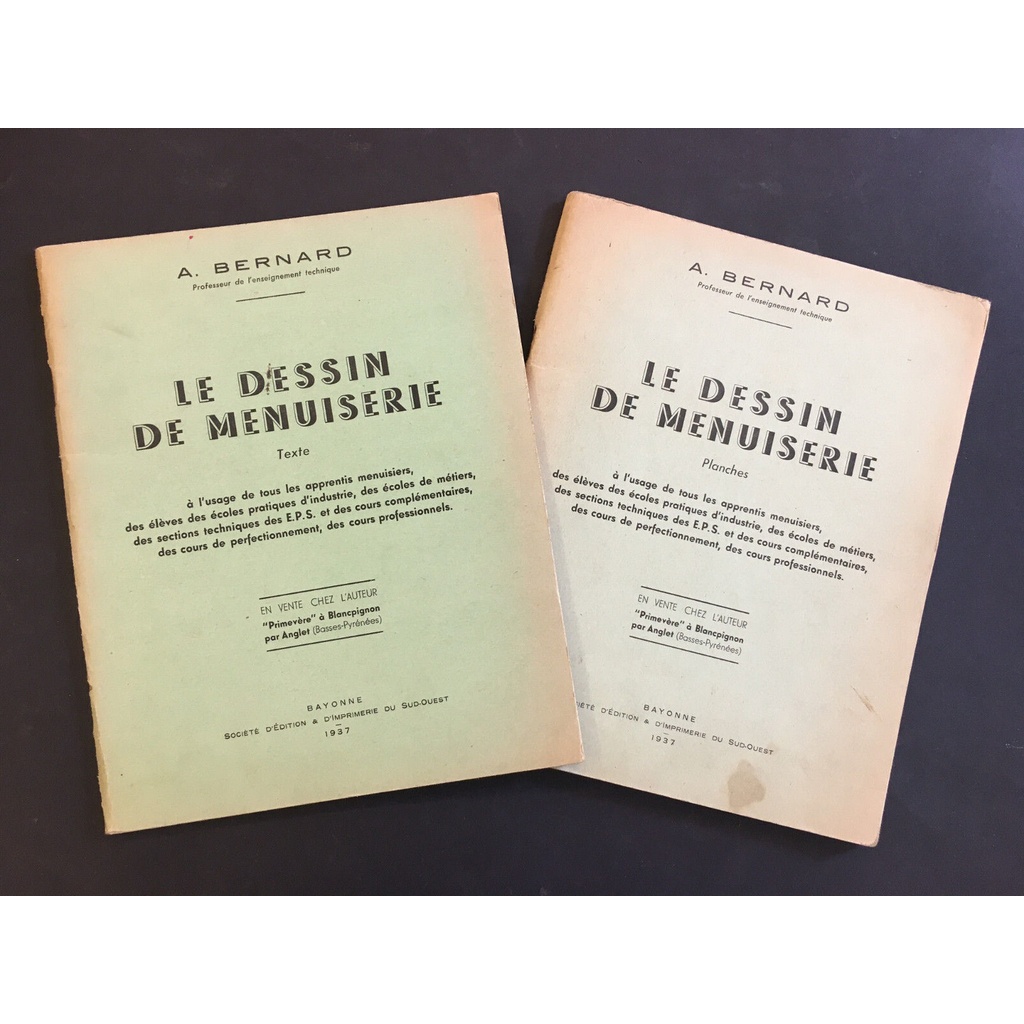 A. BERNARD
Professeur de l'enseignement technique
LE DESSIN
DE MENUISERIE
Texte
à l'usage de tous les apprentis menuisiers,
des élèves des écoles pratiques d'industrie, des écoles de métiers,
des sections techniques des E.P.S. et des cours complémentaires,
des cours de perfectionnement, des cours professionnels.
EN VENTE CHEZ L'AUTEUR
"Primevère" à Blancpignon
par Anglet (Basses-Pyrénées)
BAYONNE
SOCIÉTÉ D'ÉDITION & D'IMPRIMERIE DU SUD-OUEST
1937
A. BERNARD
Professeur de l'enseignement technique
LE DESSIN
DE MENUISERIE
Planches
à l'usage de tous les apprentis menuisiers,
des élèves des écoles pratiques d'industrie, des écoles de métiers,
des sections techniques des E.P.S. et des cours complémentaires,
des cours de perfectionnement, des cours professionnels.
EN VENTE CHEZ L'AUTEUR
"Primevère" à Blancpignon
par Anglet (Basses-Pyrénées)
BAYONNE
OCIÉTÉ D'ÉDITION & D'IMPRIMERIE DU SUD-OUEST
1937